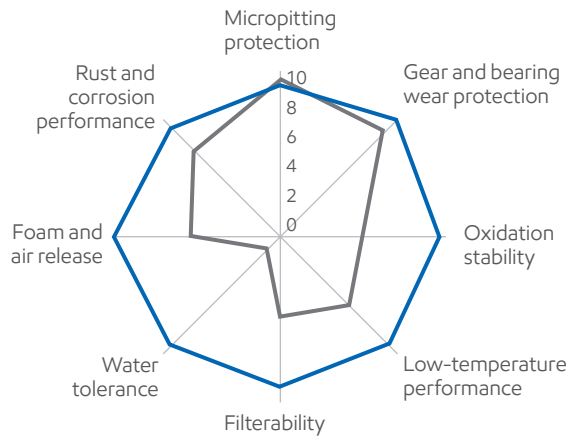 Micropitting
protection
Rust and
corrosion
performance
Gear and bearing
wear protection
10
8
6
4
2
0
Foam and
air release
Oxidation
stability
Water
tolerance
Low-temperature
performance
Filterability